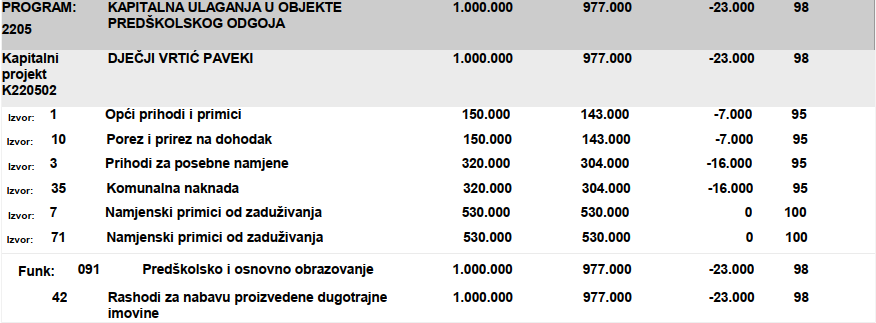 PROGRAM: KAPITALNA ULAGANJA U OBJEKTE 1.000.000 977.000 -23.000 98
2205 PREDŠKOLSKOG ODGOJA
Kapitalni DJEČJI VRTIĆ PAVEKI 1.000.000 977.000 -23.000 98
projekt
K220502
Izvor: 1 Opći prihodi i primici 150.000 143.000 -7.000 95
Izvor: 10 Porez i prirez na dohodak 150.000 143.000 -7.000 95
Izvor: 3 Prihodi za posebne namjene 320.000 304.000 -16.000 95
Izvor: 35 Komunalna naknada 320.000 304.000 -16.000 95
Izvor: 7 Namjenski primici od zaduživanja 530.000 530.000 0 100
Izvor: 71 Namjenski primici od zaduživanja 530.000 530.000 0 100
Funk: 091 Predškolsko i osnovno obrazovanje 1.000.000 977.000 -23.000 98
42 Rashodi za nabavu proizvedene dugotrajne 1.000.000 977.000 -23.000 98
imovine